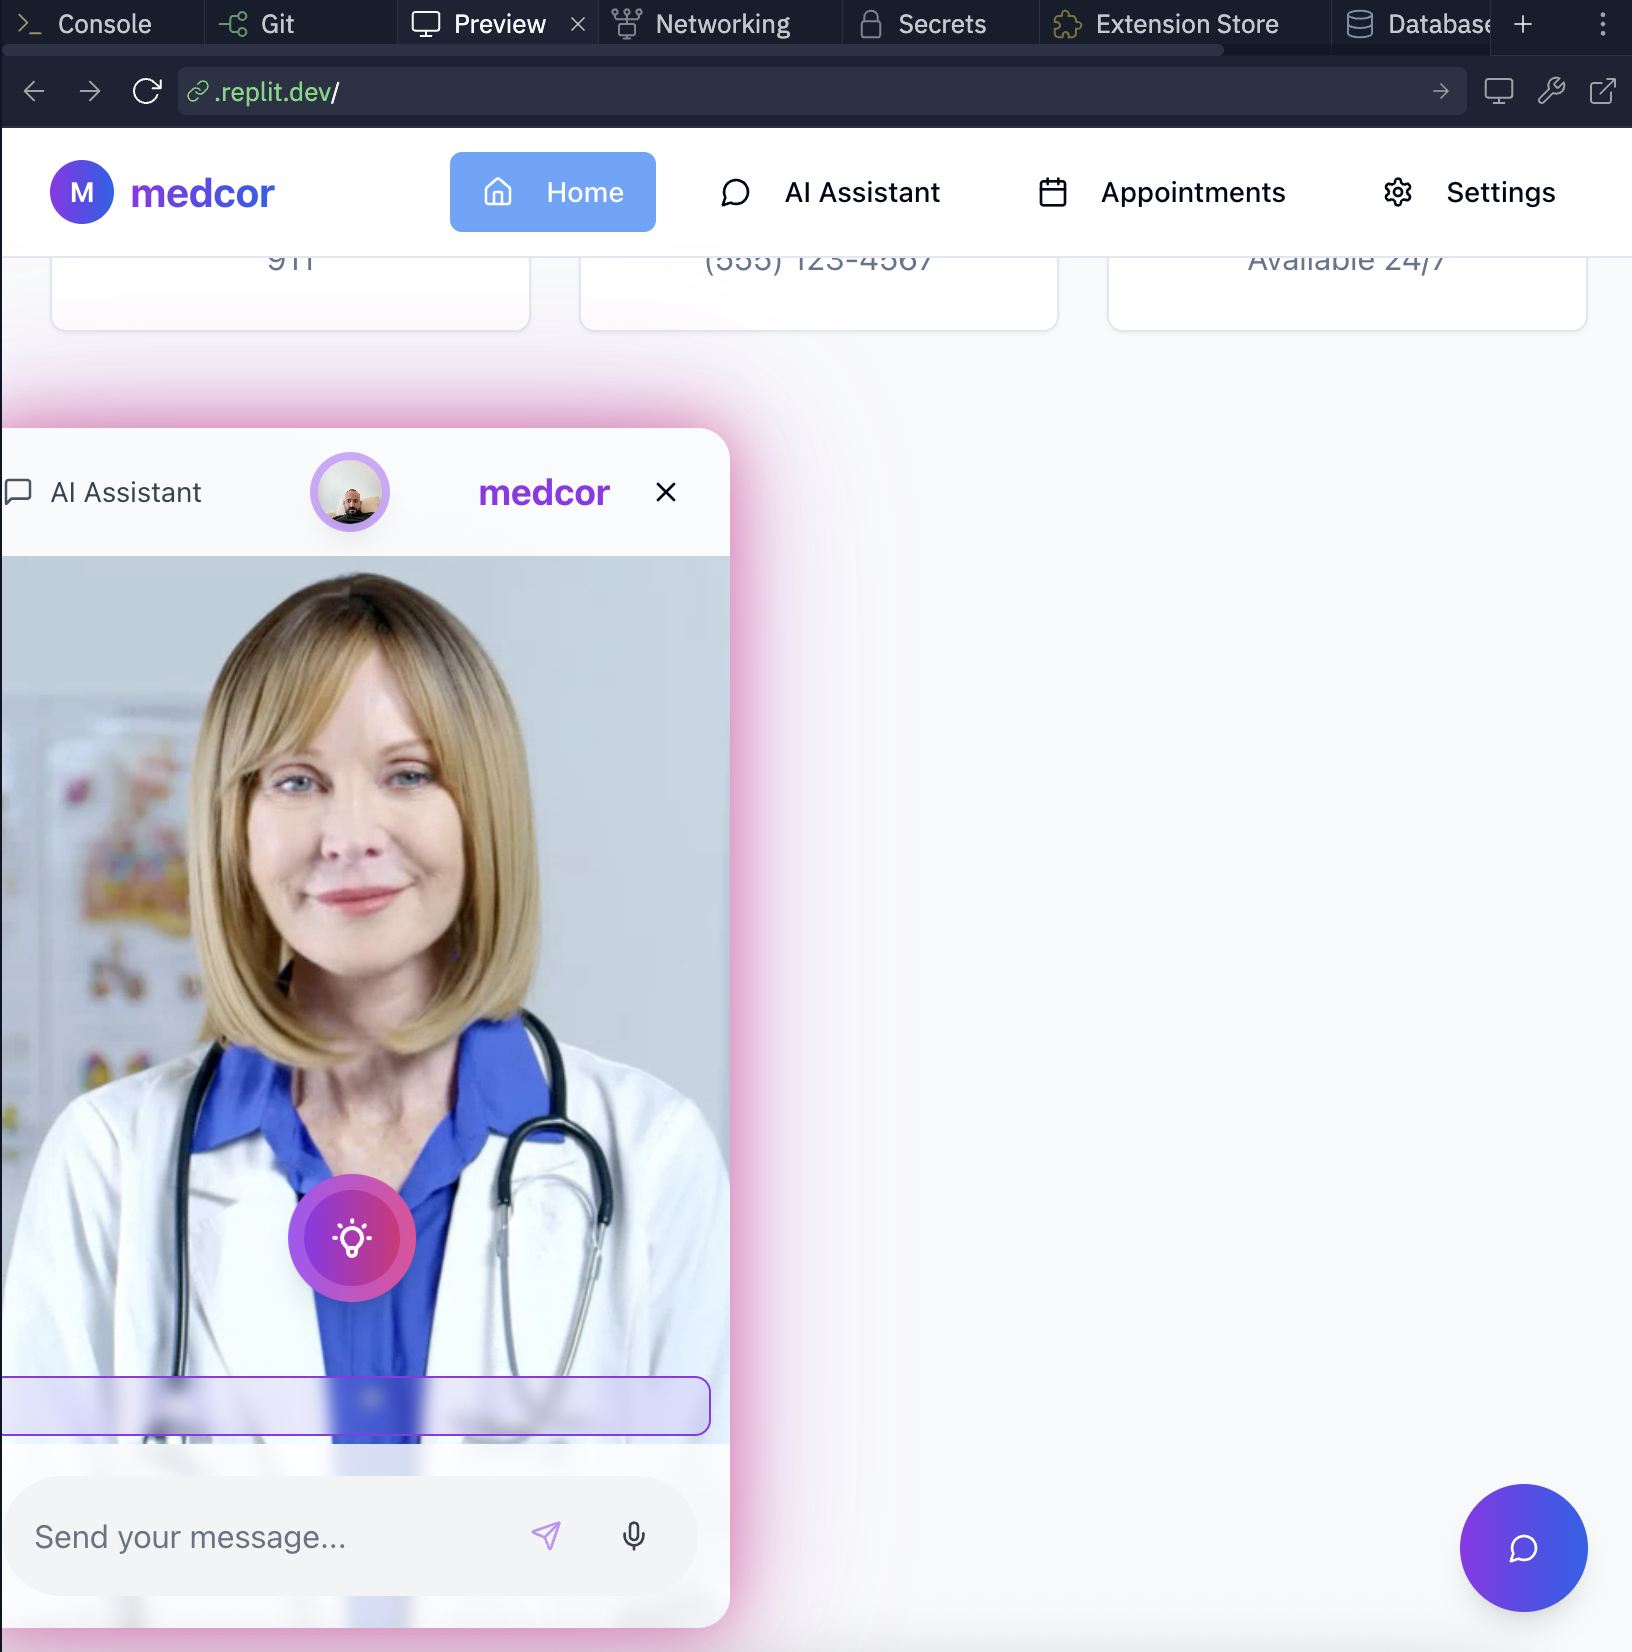 Console
Git
Preview
Networking
Secrets
Extension Store
Database
.replit.dev/
M
medcor
Home
AI Assistant
Appointments
Settings
911
(555) 123-4567
Available 24/7
AI Assistant
medcor
Send your message...